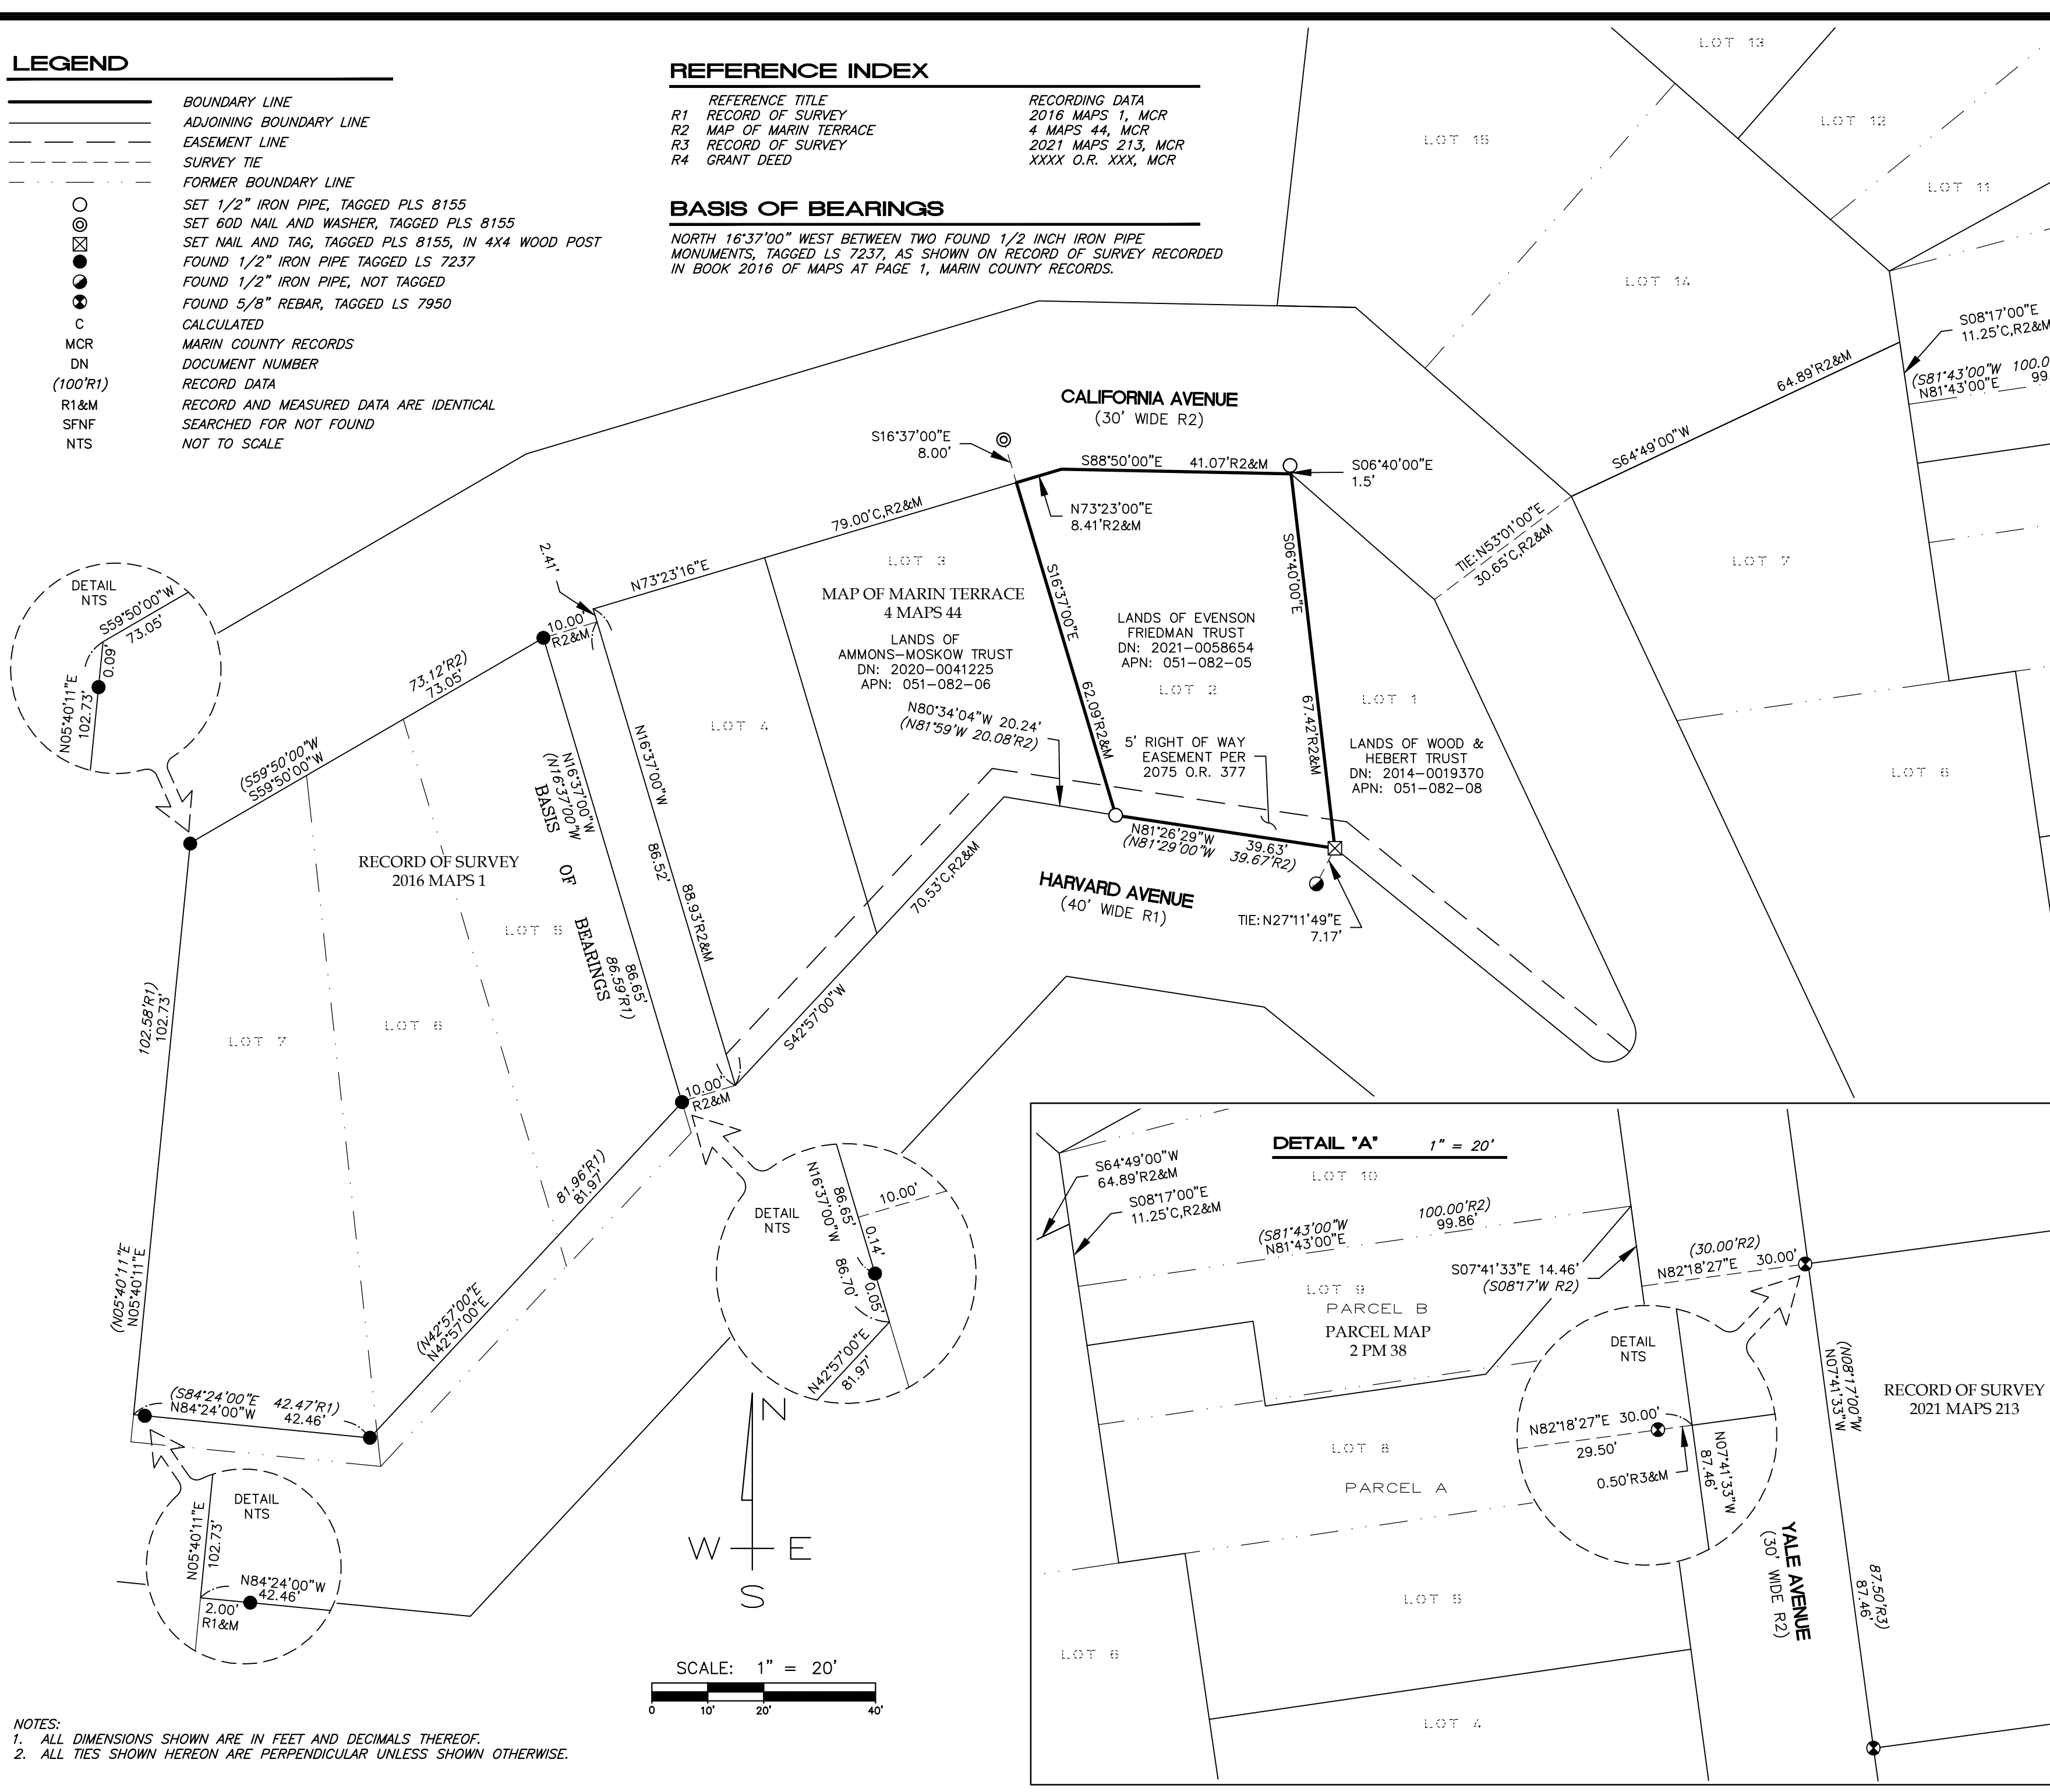 LEGEND
BOUNDARY LINE
ADJOINING BOUNDARY LINE
EASEMENT LINE
SURVEY TIE
FORMER BOUNDARY LINE
SET 1/2" IRON PIPE, TAGGED PLS 8155
SET 60D NAIL AND WASHER, TAGGED PLS 8155
SET NAIL AND TAG, TAGGED PLS 8155, IN 4X4 WOOD POST
FOUND 1/2" IRON PIPE TAGGED LS 7237
FOUND 1/2" IRON PIPE, NOT TAGGED
FOUND 5/8" REBAR, TAGGED LS 7950
C CALCULATED
MCR MARIN COUNTY RECORDS
DN DOCUMENT NUMBER
(100'R1) RECORD DATA
R1&M RECORD AND MEASURED DATA ARE IDENTICAL
SFNF SEARCHED FOR NOT FOUND
NTS NOT TO SCALE
REFERENCE INDEX
REFERENCE TITLE RECORDING DATA
R1 RECORD OF SURVEY 2016 MAPS 1, MCR
R2 MAP OF MARIN TERRACE 4 MAPS 44, MCR
R3 RECORD OF SURVEY 2021 MAPS 213, MCR
R4 GRANT DEED XXXX O.R. XXX, MCR
BASIS OF BEARINGS
NORTH 16°37'00" WEST BETWEEN TWO FOUND 1/2 INCH IRON PIPE
MONUMENTS, TAGGED LS 7237, AS SHOWN ON RECORD OF SURVEY RECORDED
IN BOOK 2016 OF MAPS AT PAGE 1, MARIN COUNTY RECORDS.
LOT 13
LOT 12
LOT 15
LOT 11
LOT 14
S08°17'00"E
11.25'C,R2&M
(S81°43'00"W 100.0
N81°43'00"E 99.
64.89'R2&M
S64°49'00"W
CALIFORNIA AVENUE
(30' WIDE R2)
S16°37'00"E
8.00'
S88°50'00"E 41.07'R2&M
S06°40'00"E
1.5'
N73°23'00"E
8.41'R2&M
79.00'C,R2&M
N73°23'16"E
2.41'
TIE: N53°01'00"E
30.65'C,R2&M
LOT 7
LOT 6
LOT 3
MAP OF MARIN TERRACE
4 MAPS 44
LANDS OF
AMMONS-MOSKOW TRUST
DN: 2020-0041225
APN: 051-082-06
S16°37'00"E
62.09'R2&M
LANDS OF EVENSON
FRIEDMAN TRUST
DN: 2021-0058654
APN: 051-082-05
LOT 2
S06°40'00"E
67.42'R2&M
LOT 1
LANDS OF WOOD &
HEBERT TRUST
DN: 2014-0019370
APN: 051-082-08
N80°34'04"W 20.24'
(N81°59'W 20.08'R2)
5' RIGHT OF WAY
EASEMENT PER
2075 O.R. 377
N81°26'29"W 39.63'
(N81°29'00"W 39.67'R2)
HARVARD AVENUE
(40' WIDE R1)
TIE: N27°11'49"E
7.17'
DETAIL
NTS
S59°50'00"W
73.05'
0.09'
N05°40'11"E
102.73'
10.00'
R2&M
73.12'R2)
73.05'
(S59°50'00"W
S59°50'00"W
LOT 4
N16°37'00"W
86.52'
88.93'R2&M
N16°37'00"W
(N16°37'00"W
BASIS OF BEARINGS
86.65'
86.59'R1)
70.53'C,R2&M
S42°57'00"W
RECORD OF SURVEY
2016 MAPS 1
LOT 5
LOT 6
LOT 7
102.58'R1)
102.73'
(N05°40'11"E
N05°40'11"E
10.00'
R2&M
81.96'R1)
81.97'
(N42°57'00"E
N42°57'00"E
(S84°24'00"E 42.47'R1)
N84°24'00"W 42.46'
DETAIL
NTS
N16°37'00"W
86.65'
10.00'
0.14'
86.70'
0.05'
N42°57'00"E
81.97'
DETAIL
NTS
N05°40'11"E
102.73'
N84°24'00"W
42.46'
2.00'
R1&M
N
W E
S
SCALE: 1" = 20'
0 10' 20' 40'
NOTES:
1. ALL DIMENSIONS SHOWN ARE IN FEET AND DECIMALS THEREOF.
2. ALL TIES SHOWN HEREON ARE PERPENDICULAR UNLESS SHOWN OTHERWISE.
DETAIL "A" 1" = 20'
S64°49'00"W
64.89'R2&M
S08°17'00"E
11.25'C,R2&M
LOT 10
(S81°43'00"W 100.00'R2)
N81°43'00"E 99.86'
S07°41'33"E 14.46'
(S08°17'W R2)
(30.00'R2)
N82°18'27"E 30.00'
LOT 9
PARCEL B
PARCEL MAP
2 PM 38
DETAIL
NTS
N82°18'27"E 30.00'
29.50'
0.50'R3&M
N07°41'33"W
87.46'
(N08°17'00"W
N07°41'33"W
RECORD OF SURVEY
2021 MAPS 213
LOT 8
PARCEL A
YALE AVENUE
(30' WIDE R2)
87.50'R3)
87.46'
LOT 5
LOT 6
LOT 4